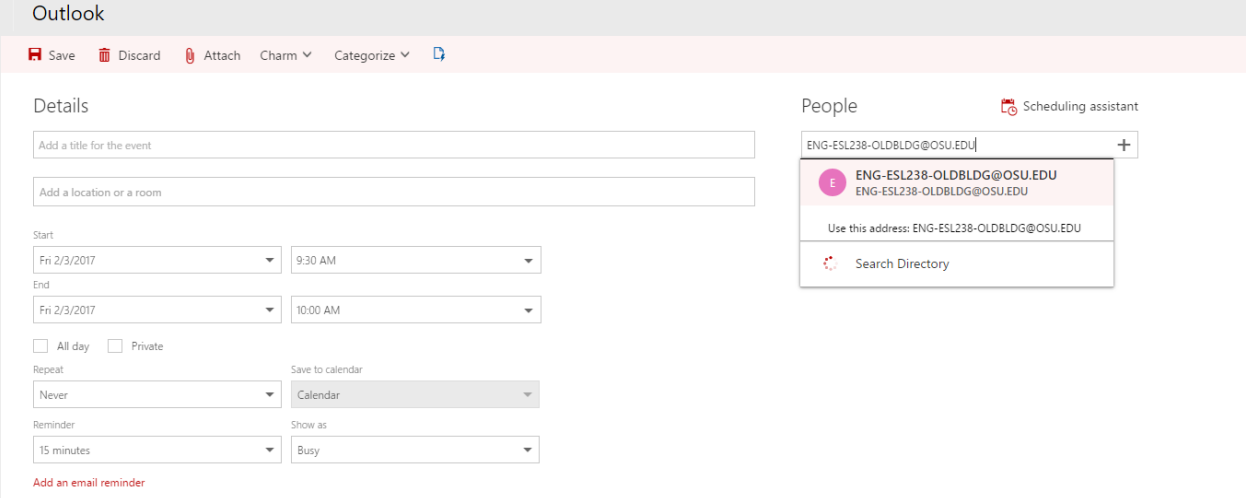 Outlook
Save Discard Attach Charm Categorize
Details
People
Scheduling assistant
Add a title for the event
ENG-ESL238-OLDBLDG@OSU.EDU
Add a location or a room
E
ENG-ESL238-OLDBLDG@OSU.EDU
ENG-ESL238-OLDBLDG@OSU.EDU
Use this address: ENG-ESL238-OLDBLDG@OSU.EDU
Search Directory
Start
Fri 2/3/2017 9:30 AM
End
Fri 2/3/2017 10:00 AM
All day Private
Repeat Save to calendar
Never Calendar
Reminder Show as
15 minutes Busy
Add an email reminder